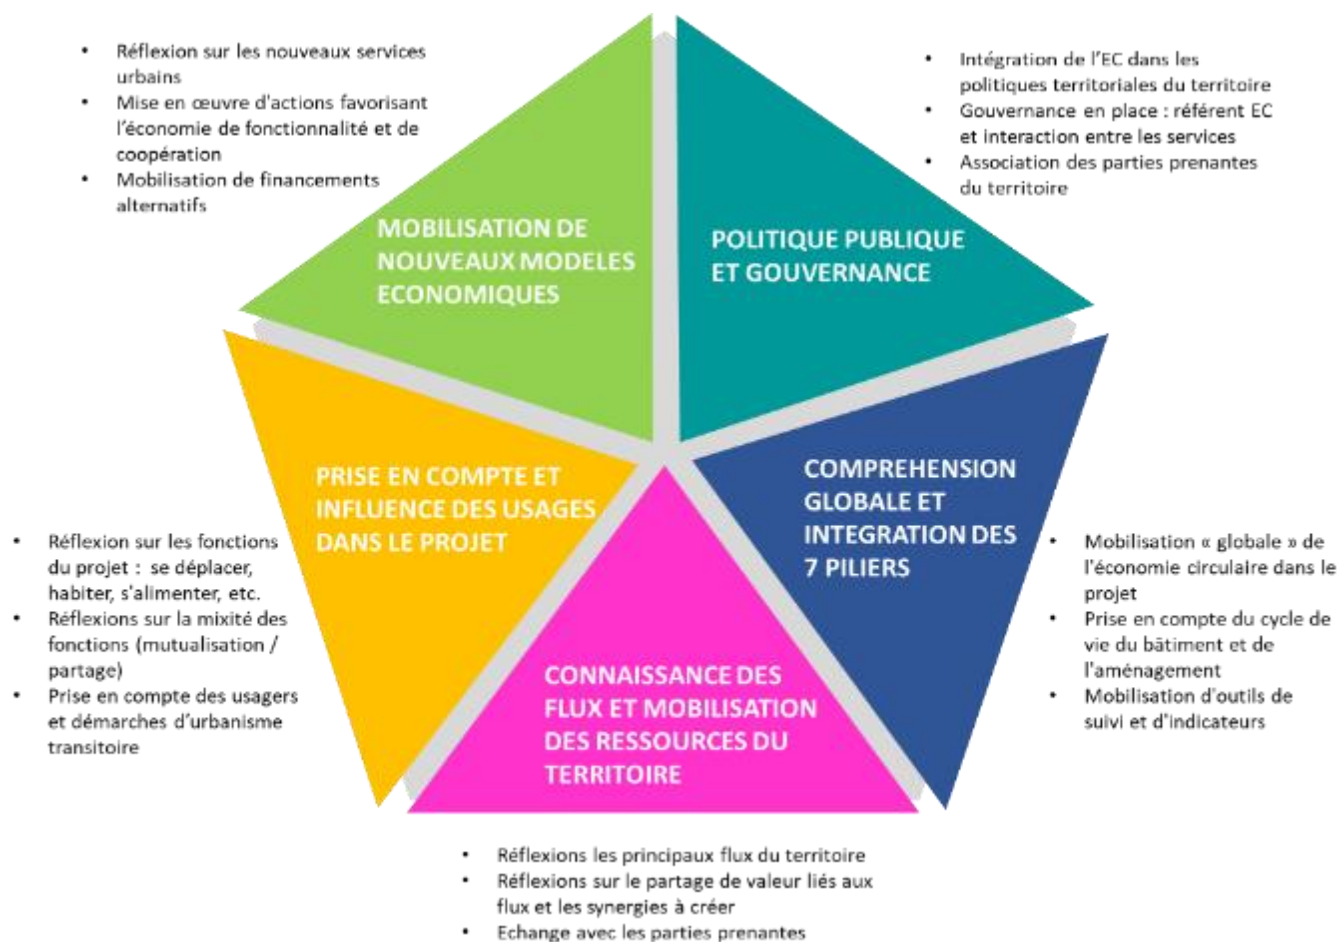 • Réflexion sur les nouveaux services
urbains
• Mise en œuvre d'actions favorisant
l'économie de fonctionnalité et de
coopération
• Mobilisation de financements
alternatifs
• Intégration de l'EC dans les
politiques territoriales du territoire
• Gouvernance en place : référent EC
et interaction entre les services
• Association des parties prenantes
du territoire
MOBILISATION DE
NOUVEAUX MODELES
ECONOMIQUES
POLITIQUE PUBLIQUE
ET GOUVERNANCE
PRISE EN COMPTE ET
INFLUENCE DES USAGES
DANS LE PROJET
COMPREHENSION
GLOBALE ET
INTEGRATION DES
7 PILIERS
• Réflexion sur les fonctions
du projet : se déplacer,
habiter, s'alimenter, etc.
• Réflexions sur la mixité des
fonctions (mutualisation /
partage)
• Prise en compte des usagers
et démarches d'urbanisme
transitoire
• Mobilisation « globale » de
l'économie circulaire dans le
projet
• Prise en compte du cycle de
vie du bâtiment et de
l'aménagement
• Mobilisation d'outils de
suivi et d'indicateurs
CONNAISSANCE DES
FLUX ET MOBILISATION
DES RESSOURCES DU
TERRITOIRE
• Réflexions les principaux flux du territoire
• Réflexions sur le partage de valeur liés aux
flux et les synergies à créer
• Echange avec les parties prenantes